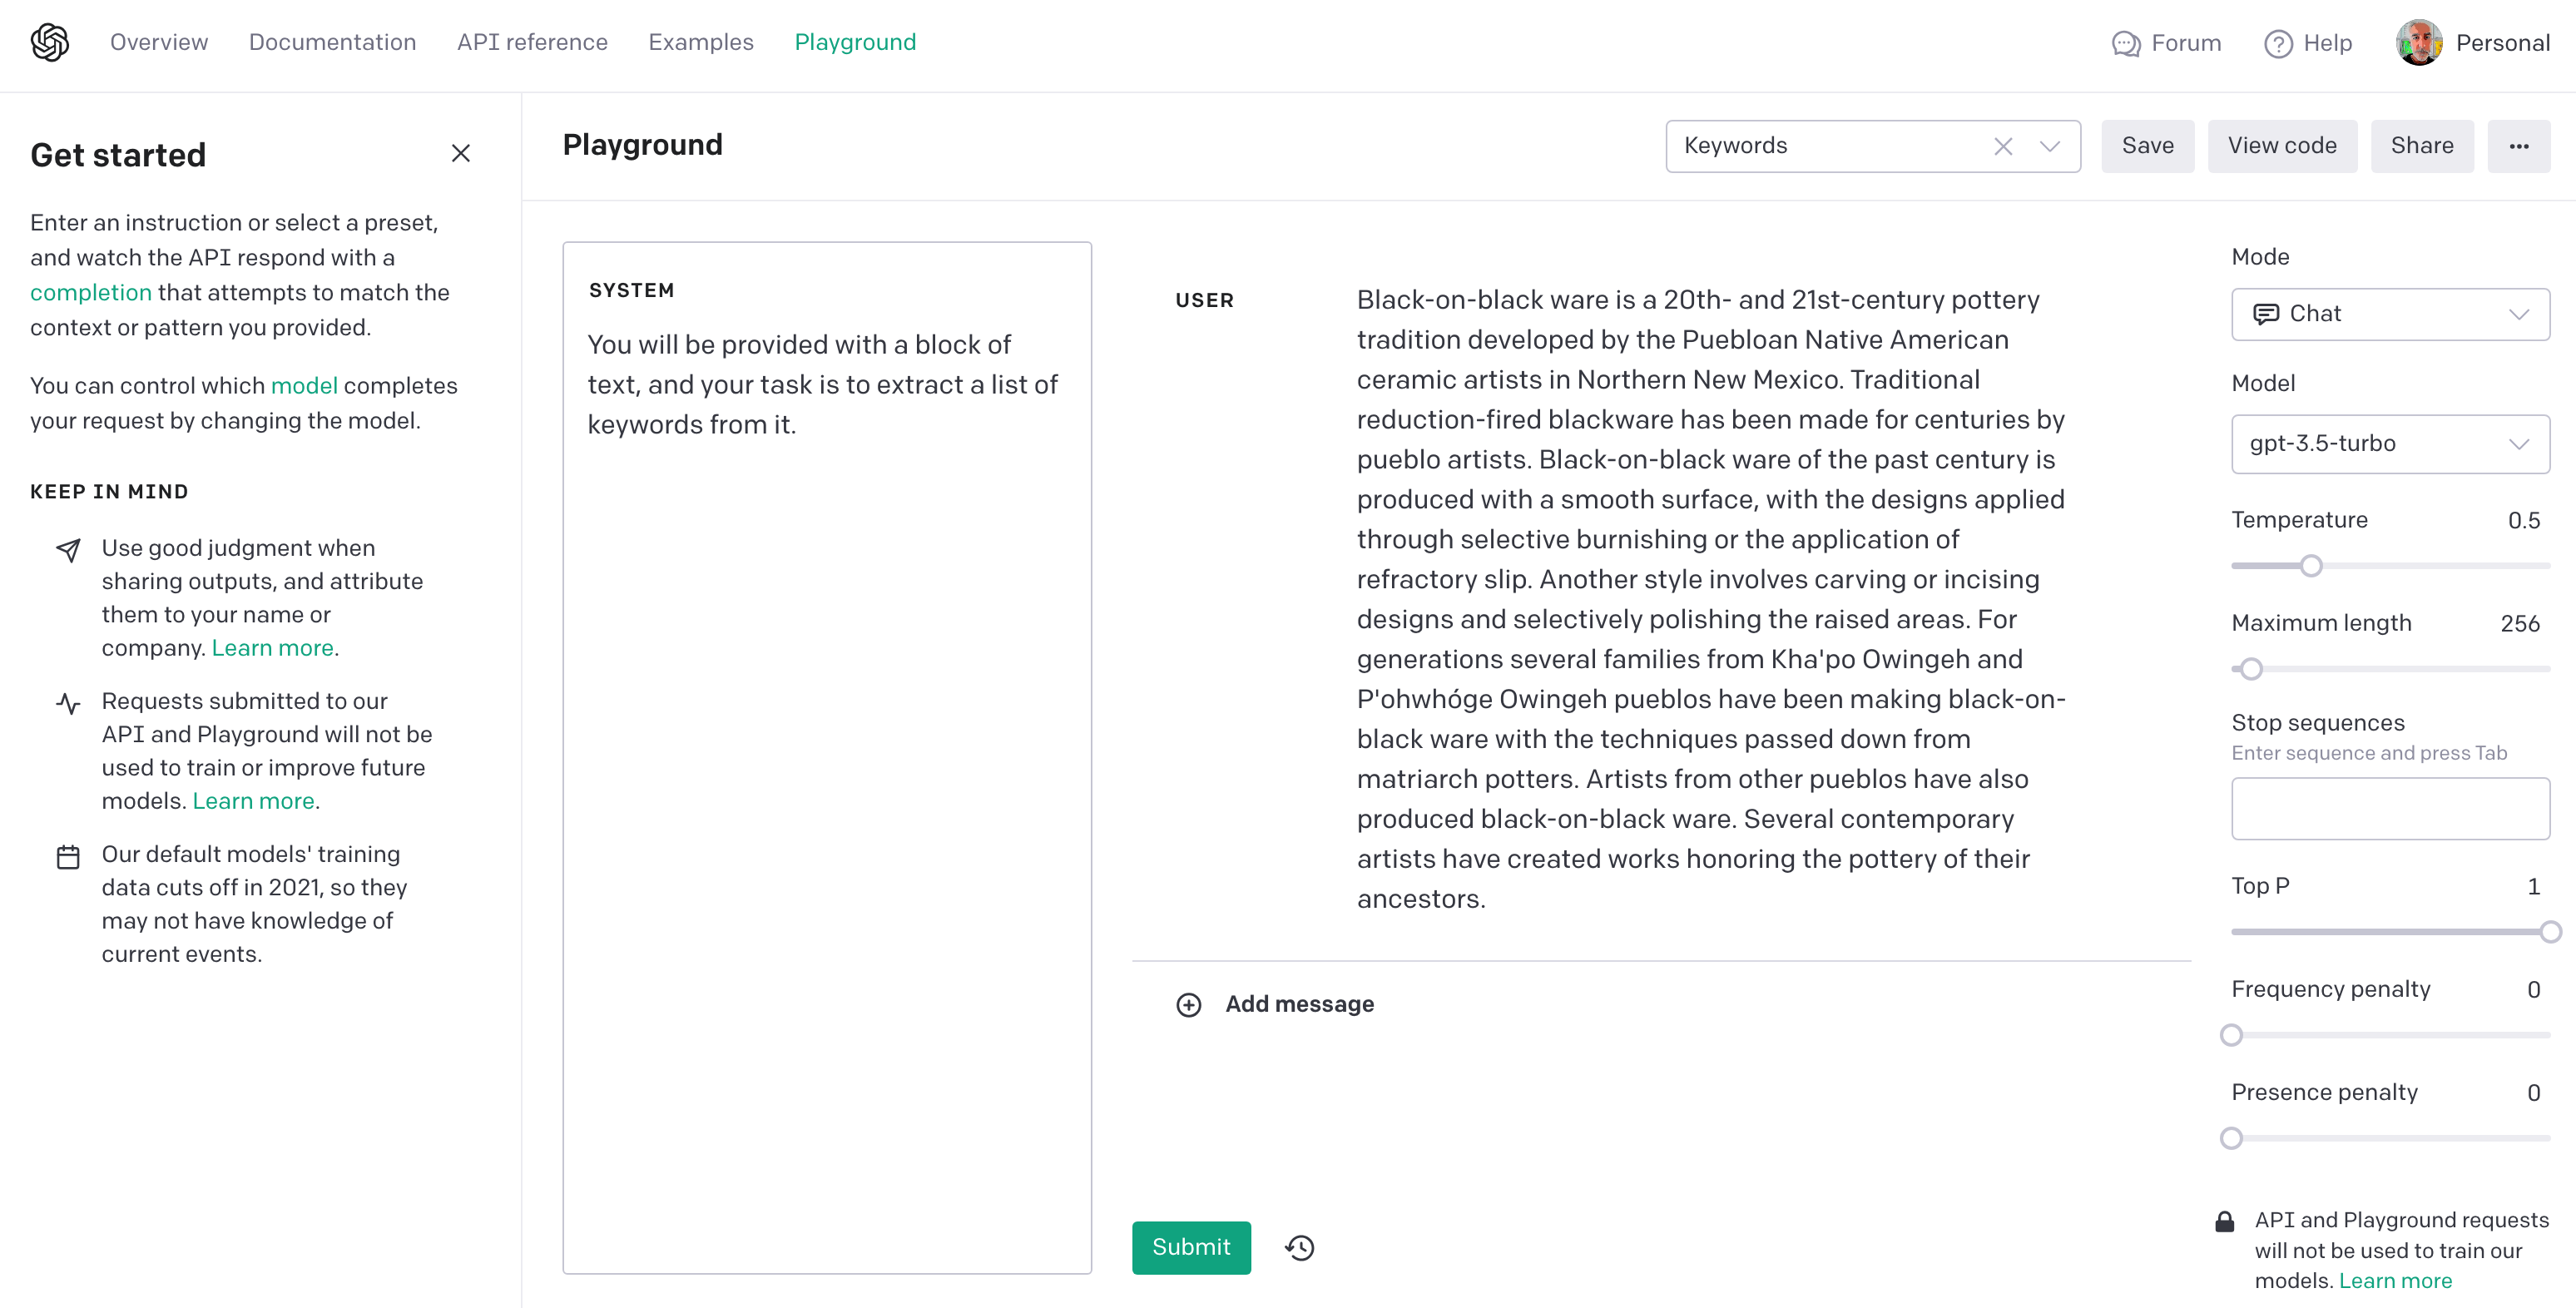 Overview Documentation API reference Examples Playground Forum Help Personal
Get started
Enter an instruction or select a preset,
and watch the API respond with a
completion that attempts to match the
context or pattern you provided.
You can control which model completes
your request by changing the model.
KEEP IN MIND
Use good judgment when
sharing outputs, and attribute
them to your name or
company. Learn more.
Requests submitted to our
API and Playground will not be
used to train or improve future
models. Learn more.
Our default models' training
data cuts off in 2021, so they
may not have knowledge of
current events.
Playground
Keywords
Save
View code
Share
SYSTEM
You will be provided with a block of
text, and your task is to extract a list of
keywords from it.
USER
Black-on-black ware is a 20th- and 21st-century pottery
tradition developed by the Puebloan Native American
ceramic artists in Northern New Mexico. Traditional
reduction-fired blackware has been made for centuries by
pueblo artists. Black-on-black ware of the past century is
produced with a smooth surface, with the designs applied
through selective burnishing or the application of
refractory slip. Another style involves carving or incising
designs and selectively polishing the raised areas. For
generations several families from Kha'po Owingeh and
P'ohwhóge Owingeh pueblos have been making black-on-
black ware with the techniques passed down from
matriarch potters. Artists from other pueblos have also
produced black-on-black ware. Several contemporary
artists have created works honoring the pottery of their
ancestors.
Add message
Submit
Mode
Chat
Model
gpt-3.5-turbo
Temperature 0.5
Maximum length 256
Stop sequences
Enter sequence and press Tab
Top P 1
Frequency penalty 0
Presence penalty 0
API and Playground requests
will not be used to train our
models. Learn more